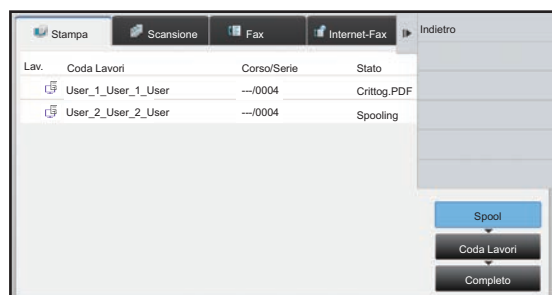 Stampa Scansione Fax Internet-Fax Indietro
Lav. Coda Lavori Corso/Serie Stato
User_1_User_1_User ---/0004 Crittog.PDF
User_2_User_2_User ---/0004 Spooling
Spool
Coda Lavori
Completo